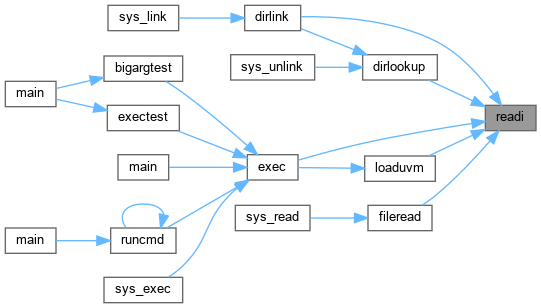 sys_link
dirlink
bigargtest
sys_unlink
dirlookup
main
exectest
readi
main
exec
loaduvm
sys_read
fileread
main
runcmd
sys_exec